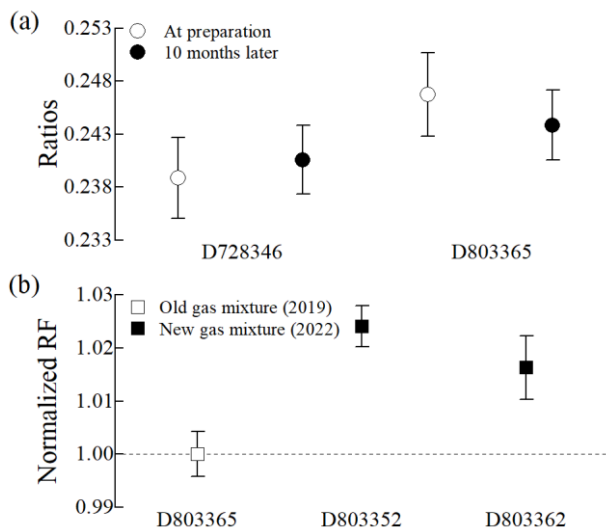 (a)
At preparation
10 months later
Ratios
0.253
0.248
0.243
0.238
0.233
D728346 D803365
(b)
Old gas mixture (2019)
New gas mixture (2022)
Normalized RF
1.03
1.02
1.01
1.00
0.99
D803365 D803352 D803362